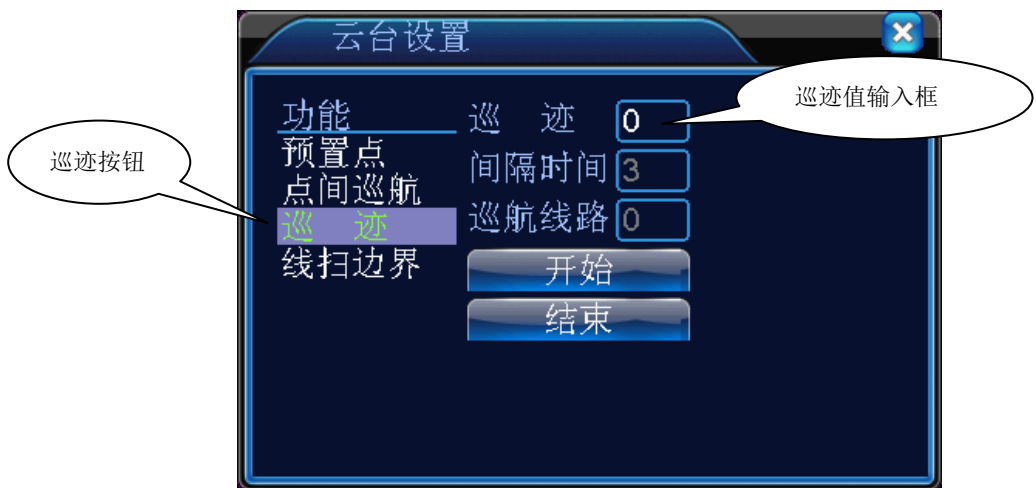 云台设置
巡迹值输入框
巡迹按钮
功能
预置点
点间巡航
巡 迹
线扫边界
巡 迹 0
间隔时间 3
巡航线路 0
开始
结束